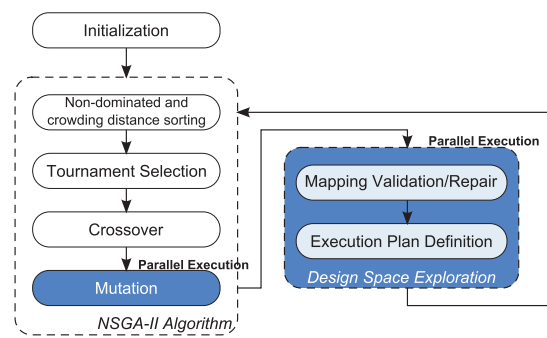 Initialization
Non-dominated and
crowding distance sorting
Tournament Selection
Crossover
Parallel Execution
Mutation
NSGA-II Algorithm
Parallel Execution
Mapping Validation/Repair
Execution Plan Definition
Design Space Exploration